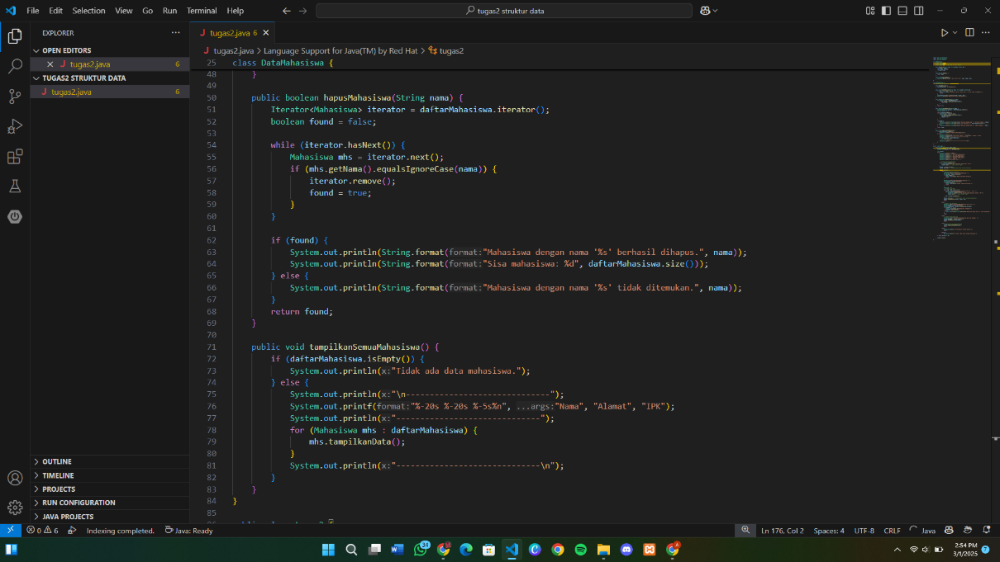 File Edit Selection View Go Run Terminal Help
tugas2 struktur data
EXPLORER
OPEN EDITORS
tugas2.java 6
TUGAS2 STRUKTUR DATA
tugas2.java 6
OUTLINE
TIMELINE
PROJECTS
RUN CONFIGURATION
JAVA PROJECTS
tugas2.java 6
tugas2.java > Language Support for Java(TM) by Red Hat > tugas2
25 class DataMahasiswa {
48 }
49
50 public boolean hapusMahasiswa(String nama) {
51 Iterator<Mahasiswa> iterator = daftarMahasiswa.iterator();
52 boolean found = false;
53
54 while (iterator.hasNext()) {
55 Mahasiswa mhs = iterator.next();
56 if (mhs.getNama().equalsIgnoreCase(nama)) {
57 iterator.remove();
58 found = true;
59 }
60 }
61
62 if (found) {
63 System.out.println(String.format(format:"Mahasiswa dengan nama '%s' berhasil dihapus.", nama));
64 System.out.println(String.format(format:"Sisa mahasiswa: %d", daftarMahasiswa.size()));
65 } else {
66 System.out.println(String.format(format:"Mahasiswa dengan nama '%s' tidak ditemukan.", nama));
67 }
68 return found;
69 }
70
71 public void tampilkanSemuaMahasiswa() {
72 if (daftarMahasiswa.isEmpty()) {
73 System.out.println(x:"Tidak ada data mahasiswa.");
74 } else {
75 System.out.println(x:"\n------------------------------");
76 System.out.printf(format:"%-20s %-20s %-5s%n", ...args:"Nama", "Alamat", "IPK");
77 System.out.println(x:"------------------------------");
78 for (Mahasiswa mhs : daftarMahasiswa) {
79 mhs.tampilkanData();
80 }
81 System.out.println(x:"------------------------------\n");
82 }
83 }
84 }
85
0 6 Indexing completed. Java: Ready
Ln 176, Col 2 Spaces: 4 UTF-8 CRLF Java
34
2:54 PM
3/1/2025